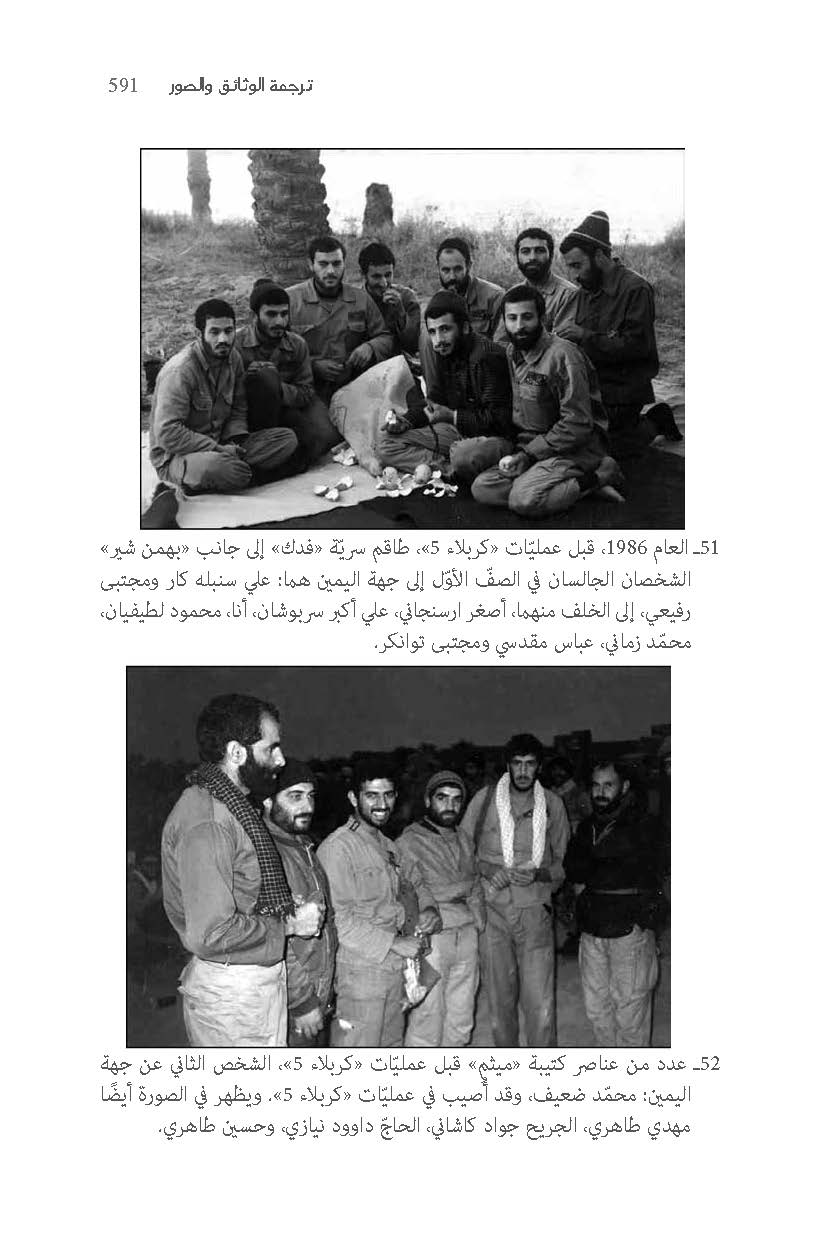 ترجمة الوثائق والصور 591
51ـ العام 1986، قبل عمليّات «كربلاء 5»، طاقم سريّة «فدك» إلى جانب «بهمن شير»
الشخصان الجالسان في الصفّ الأوّل إلى جهة اليمين هما: علي سنبله كار ومجتبى
رفيعي، إلى الخلف منهما، أصغر ارسنجاني، علي أكبر سربوشان، أنا، محمود لطيفيان،
محمّد زماني، عباس مقدسي ومجتبى توانكر.
52ـ عدد من عناصر كتيبة «ميثم» قبل عمليّات «كربلاء 5»، الشخص الثاني عن جهة
اليمين: محمّد ضعيف، وقد أُصيب في عمليّات «كربلاء 5». ويظهر في الصورة أيضًا
مهدي طاهري، الجريح جواد كاشاني، الحاجّ داوود نيازي، وحسين طاهري.